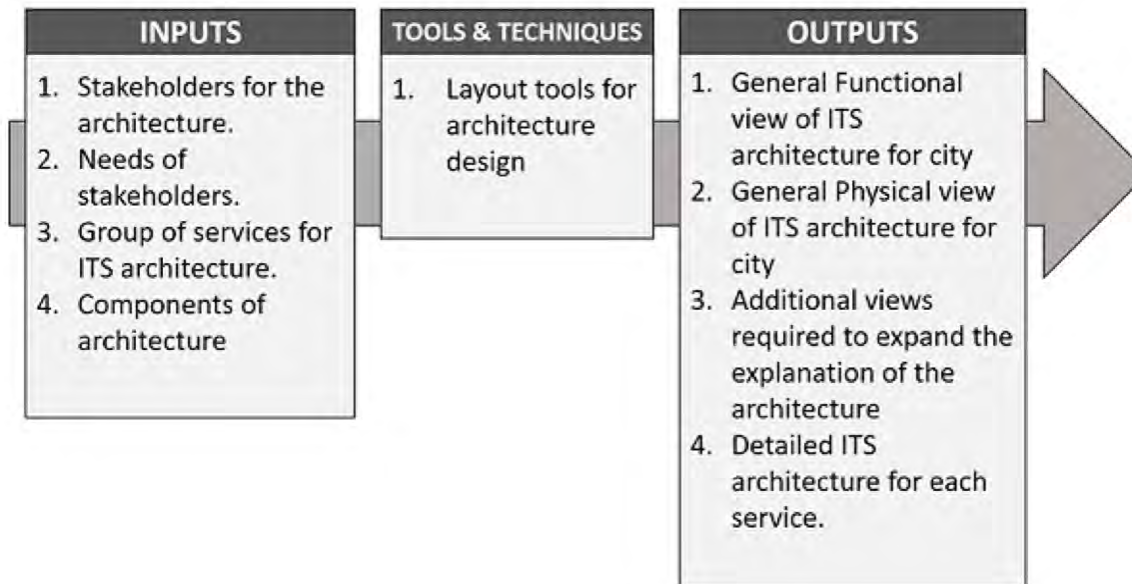 INPUTS
1. Stakeholders for the
architecture.
2. Needs of
stakeholders.
3. Group of services for
ITS architecture.
4. Components of
architecture
TOOLS & TECHNIQUES
1. Layout tools for
architecture
design
OUTPUTS
1. General Functional
view of ITS
architecture for city
2. General Physical view
of ITS architecture for
city
3. Additional views
required to expand the
explanation of the
architecture
4. Detailed ITS
architecture for each
service.